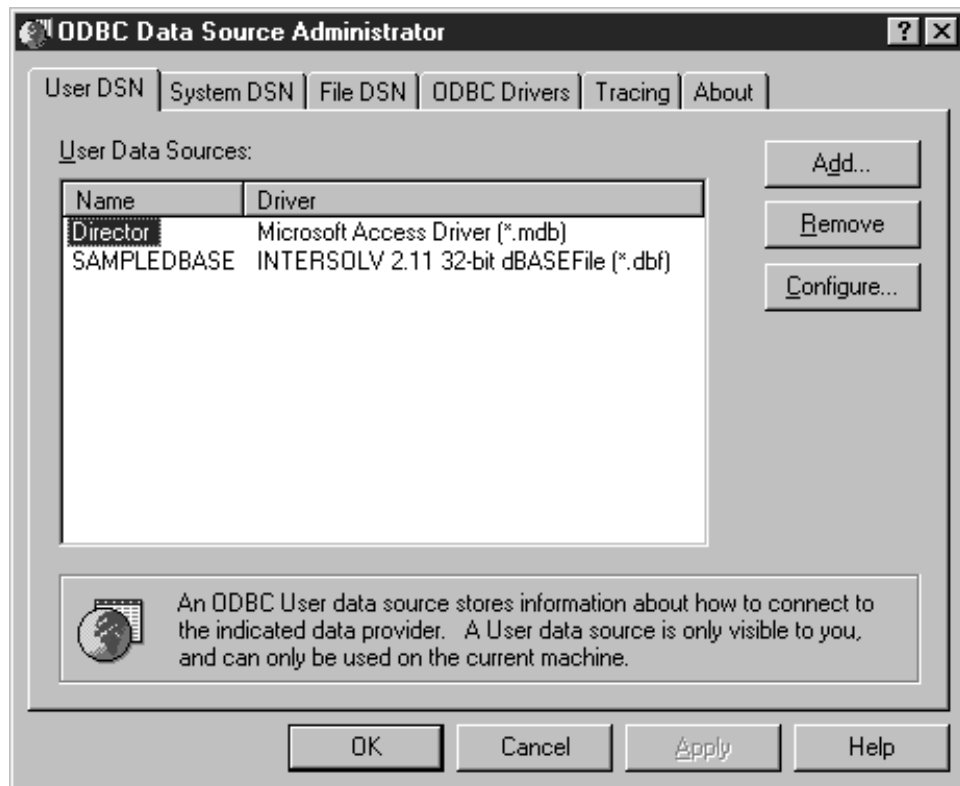 ODBC Data Source Administrator
User DSN System DSN File DSN ODBC Drivers Tracing About
User Data Sources:
Name Driver
Director Microsoft Access Driver (*.mdb)
SAMPLEDBASE INTERSOLV 2.11 32-bit dBASEFile (*.dbf)
Add...
Remove
Configure...
An ODBC User data source stores information about how to connect to
the indicated data provider. A User data source is only visible to you,
and can only be used on the current machine.
OK Cancel Apply Help